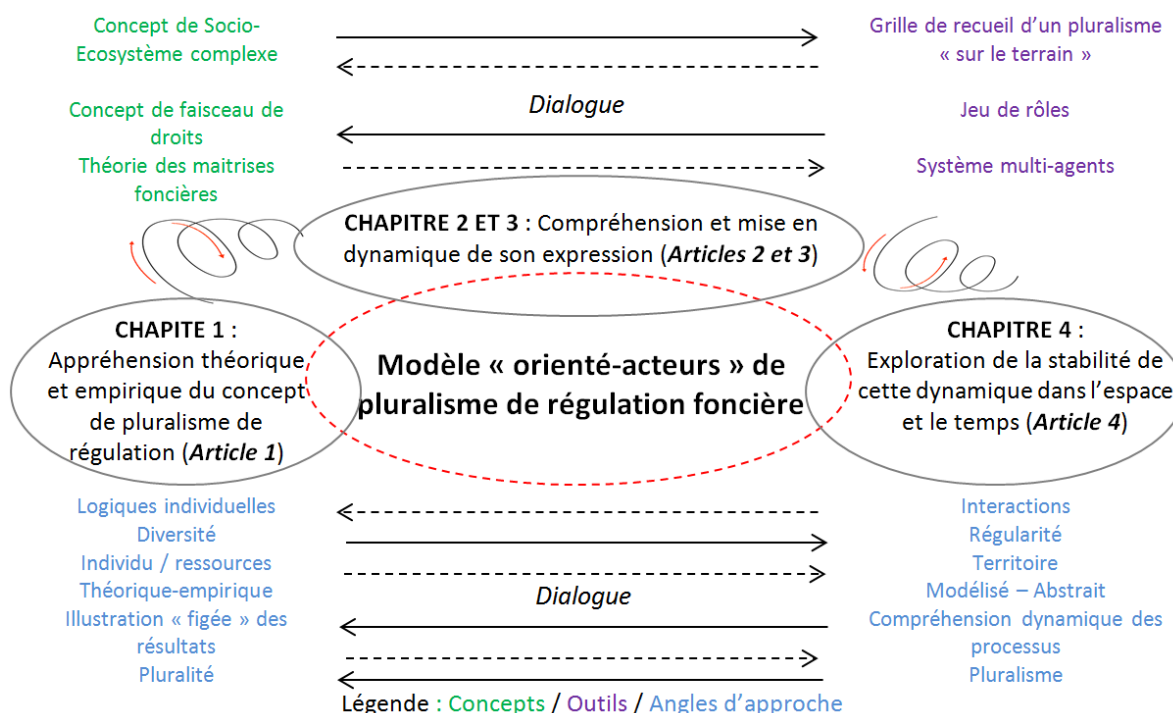 Concept de Socio-
Ecosystème complexe
Grille de recueil d'un pluralisme
« sur le terrain »
Dialogue
Concept de faisceau de
droits
Théorie des maitrises
foncières
Jeu de rôles
Système multi-agents
CHAPITRE 2 ET 3 : Compréhension et mise en
dynamique de son expression (Articles 2 et 3)
CHAPITE 1 :
Appréhension théorique
et empirique du concept
de pluralisme de
régulation (Article 1)
Modèle « orienté-acteurs » de
pluralisme de régulation foncière
CHAPITRE 4 :
Exploration de la stabilité de
cette dynamique dans l'espace
et le temps (Article 4)
Logiques individuelles
Diversité
Individu / ressources
Théorique-empirique
Illustration « figée » des
résultats
Pluralité
Dialogue
Interactions
Régularité
Territoire
Modélisé – Abstrait
Compréhension dynamique des
processus
Pluralisme
Légende : Concepts / Outils / Angles d'approche